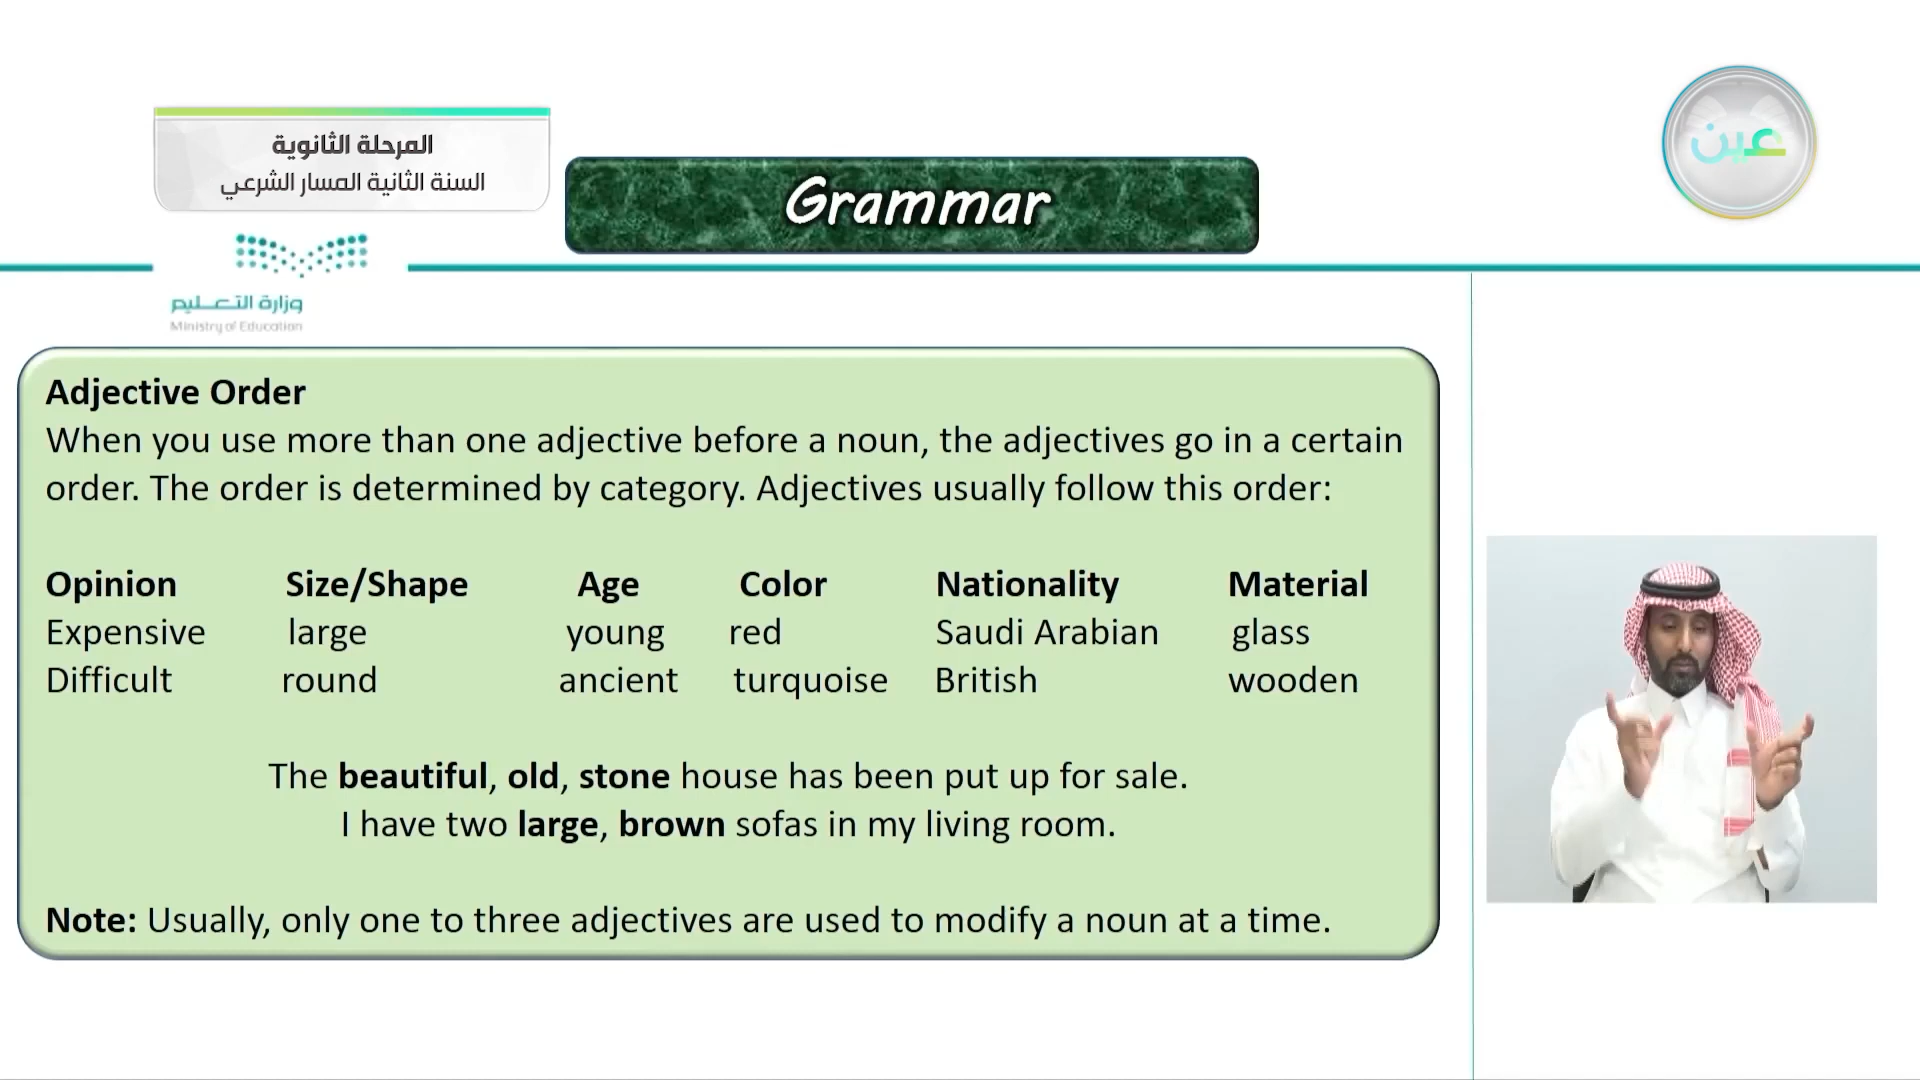 المرحلة الثانوية
السنة الثانية المسار الشرعي
Grammar
عين
وزارة التعليم
Ministry of Education
Adjective Order
When you use more than one adjective before a noun, the adjectives go in a certain
order. The order is determined by category. Adjectives usually follow this order:
Opinion Size/Shape Age Color Nationality Material
Expensive large young red Saudi Arabian glass
Difficult round ancient turquoise British wooden
The beautiful, old, stone house has been put up for sale.
I have two large, brown sofas in my living room.
Note: Usually, only one to three adjectives are used to modify a noun at a time.